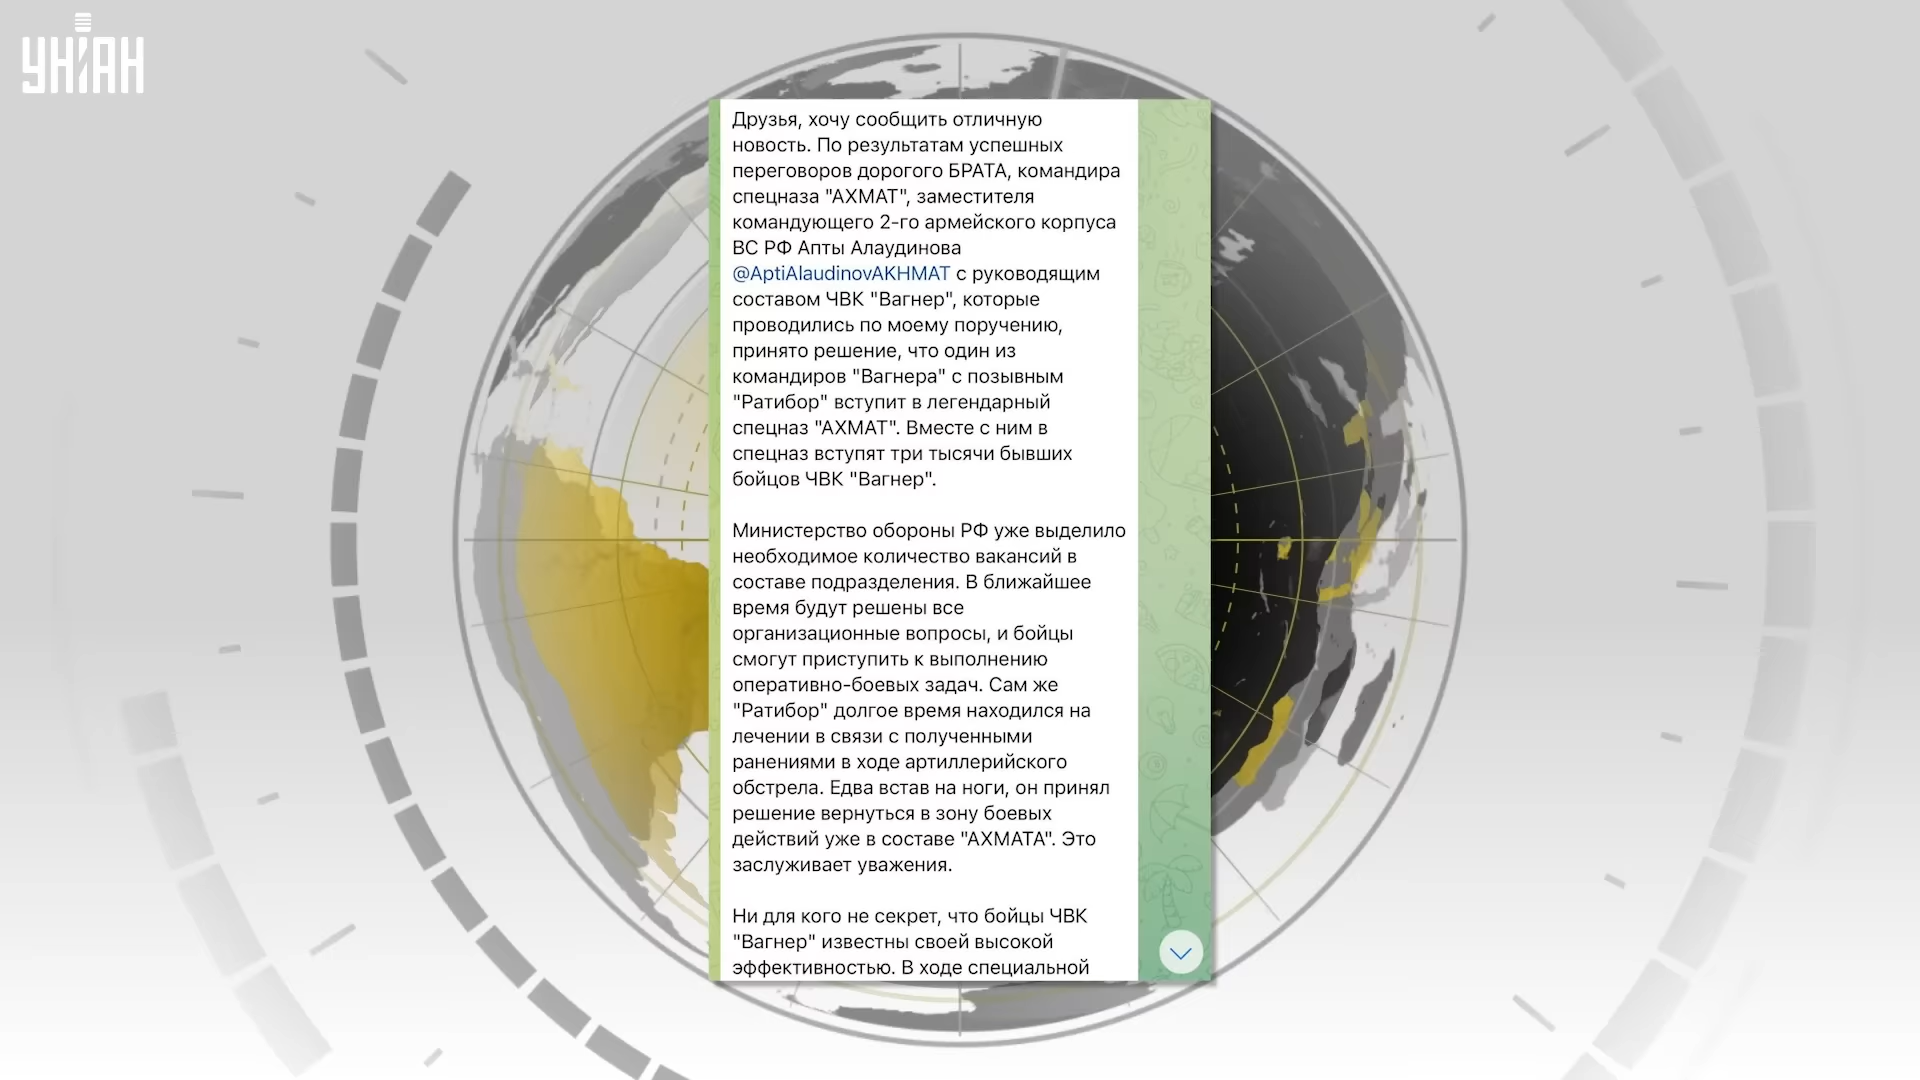 УНІАН
Друзья, хочу сообщить отличную
новость. По результатам успешных
переговоров дорогого БРАТА, командира
спецназа "АХМАТ", заместителя
командующего 2-го армейского корпуса
ВС РФ Апты Алаудинова
@AptiAlaudinovAKHMAT с руководящим
составом ЧВК "Вагнер", которые
проводились по моему поручению,
принято решение, что один из
командиров "Вагнера" с позывным
"Ратибор" вступит в легендарный
спецназ "АХМАТ". Вместе с ним в
спецназ вступят три тысячи бывших
бойцов ЧВК "Вагнер".
Министерство обороны РФ уже выделило
необходимое количество вакансий в
составе подразделения. В ближайшее
время будут решены все
организационные вопросы, и бойцы
смогут приступить к выполнению
оперативно-боевых задач. Сам же
"Ратибор" долгое время находился на
лечении в связи с полученными
ранениями в ходе артиллерийского
обстрела. Едва встав на ноги, он принял
решение вернуться в зону боевых
действий уже в составе "АХМАТА". Это
заслуживает уважения.
Ни для кого не секрет, что бойцы ЧВК
"Вагнер" известны своей высокой
эффективностью. В ходе специальной